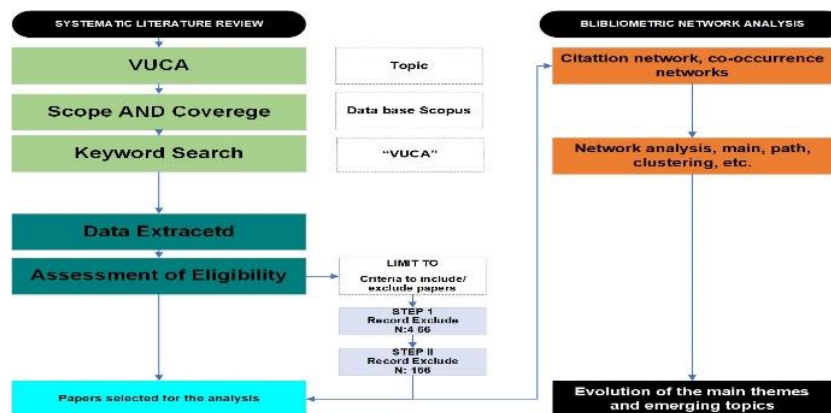 SYSTEMATIC LITERATURE REVIEW
VUCA
Topic
Scope AND Coverege
Data base Scopus
Keyword Search
“VUCA”
Data Extracetd
Assessment of Eligibility
LIMIT TO
Criteria to include/
exclude papers
STEP 1
Record Exclude
N:4 66
STEP II
Record Exclude
N: 166
Papers selected for the analysis
BLIBLIOMETRIC NETWORK ANALYSIS
Citattion network, co-occurrence
networks
Network analysis, main, path,
clustering, etc.
Evolution of the main themes
and emerging topics